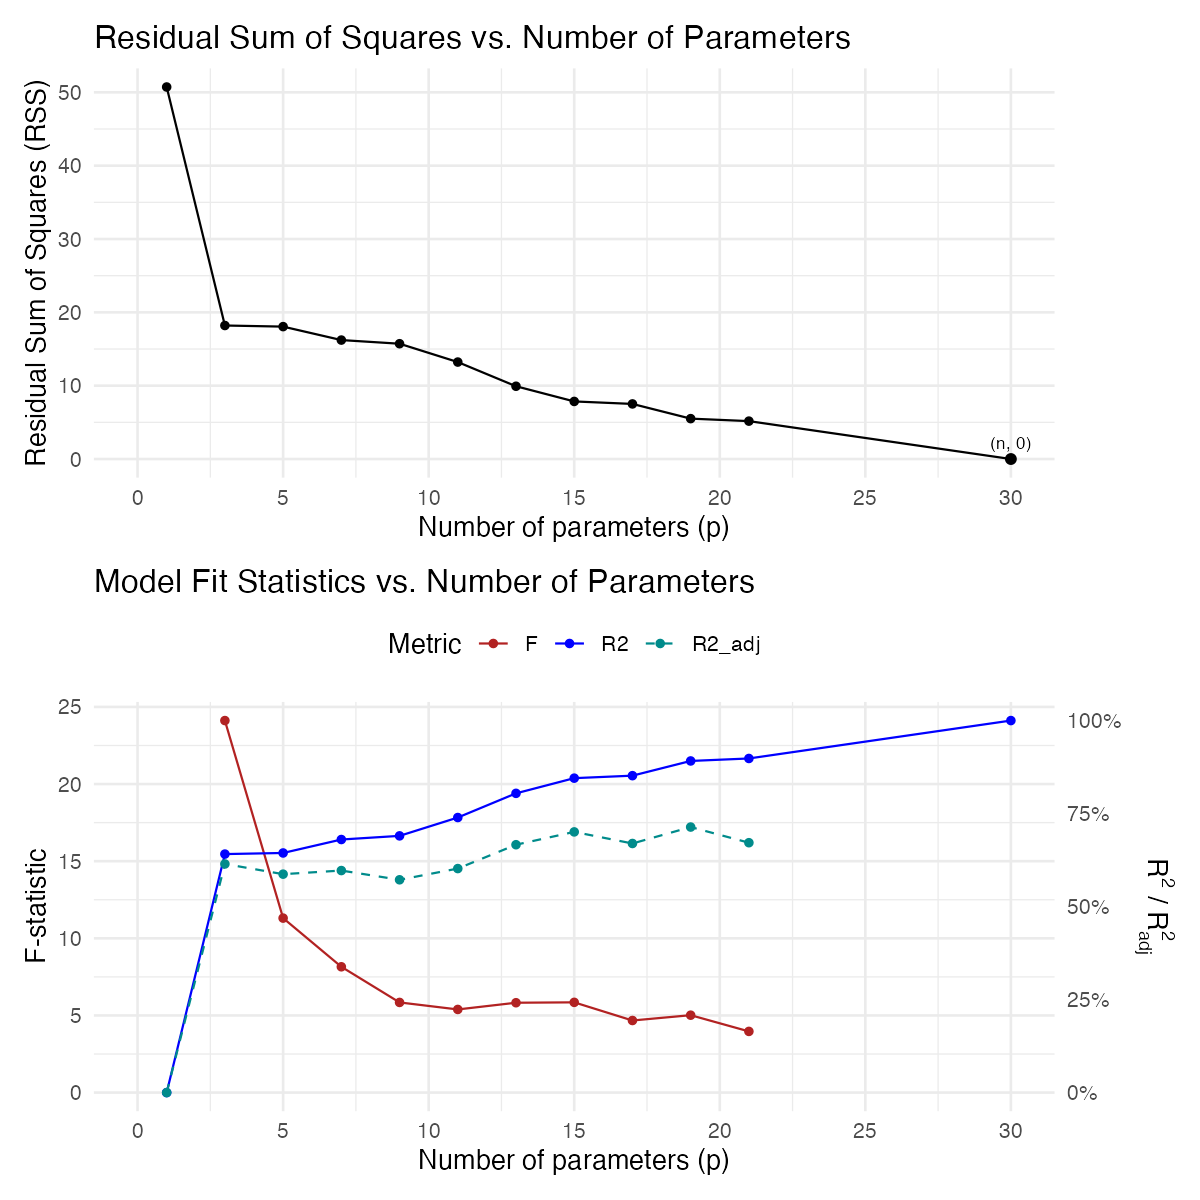 Residual Sum of Squares vs. Number of Parameters
Residual Sum of Squares (RSS)
50
40
30
20
10
0
(n, 0)
0 5 10 15 20 25 30
Number of parameters (p)
Model Fit Statistics vs. Number of Parameters
Metric F R2 R2_adj
F-statistic
25
20
15
10
5
0
100%
75%
50%
25%
0%
R² / R²adj
0 5 10 15 20 25 30
Number of parameters (p)